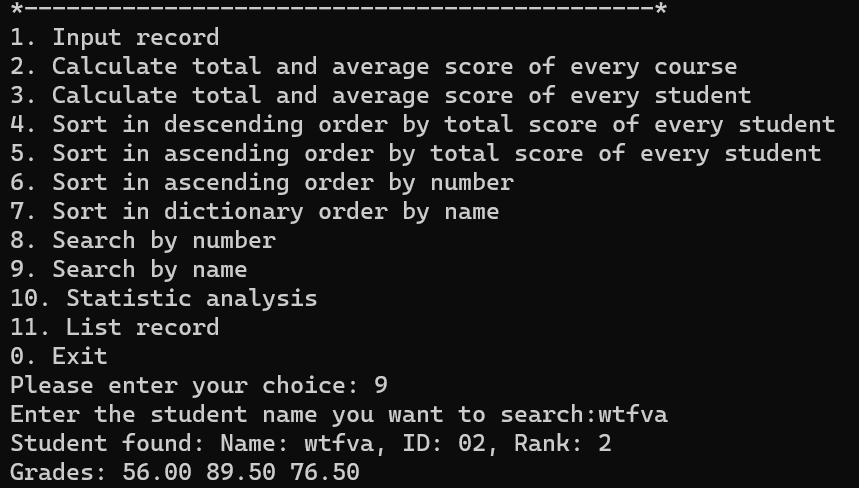 *---------------------------------------------*
1. Input record
2. Calculate total and average score of every course
3. Calculate total and average score of every student
4. Sort in descending order by total score of every student
5. Sort in ascending order by total score of every student
6. Sort in ascending order by number
7. Sort in dictionary order by name
8. Search by number
9. Search by name
10. Statistic analysis
11. List record
0. Exit
Please enter your choice: 9
Enter the student name you want to search:wtfva
Student found: Name: wtfva, ID: 02, Rank: 2
Grades: 56.00 89.50 76.50